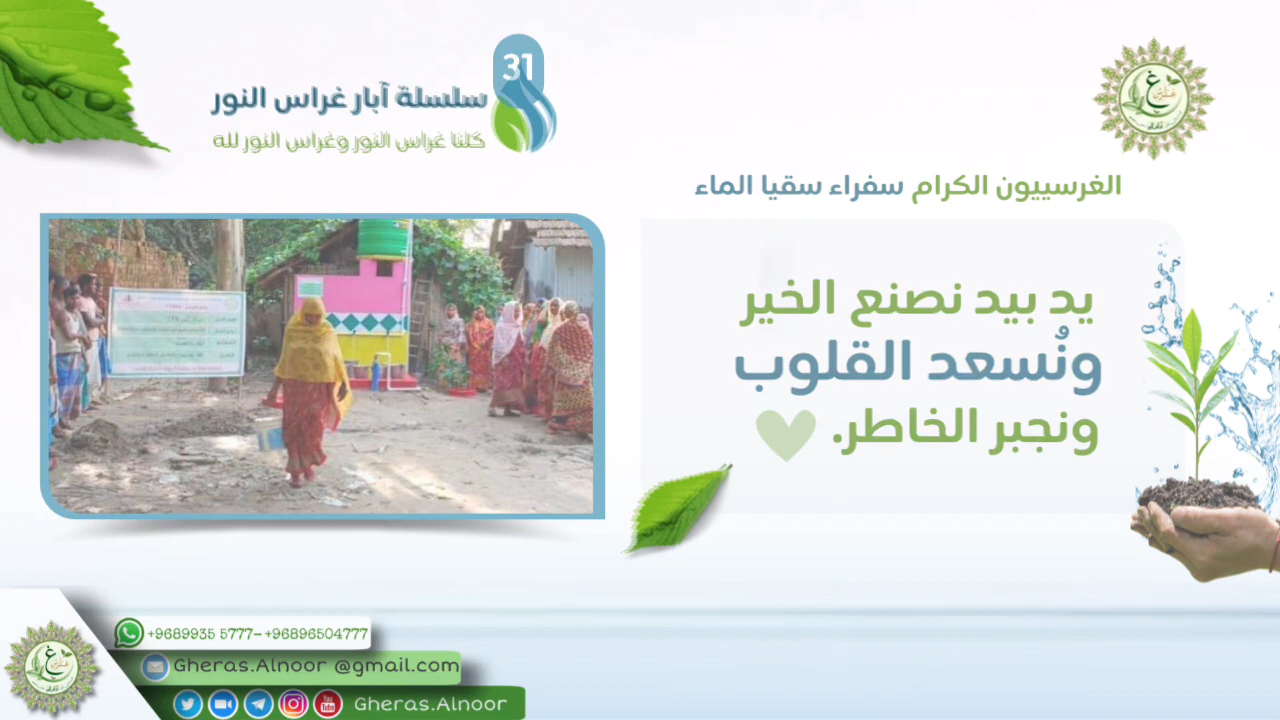 31
سلسلة آبار غراس النور
كلنا غراس النور وغراس النور لله
الغرسييون الكرام سفراء سقيا الماء
يد بيد نصنع الخير
ونُسعد القلوب
ونجبر الخاطر.
+9689935 5777- +96896504777
Gheras.Alnoor @gmail.com
Gheras.Alnoor